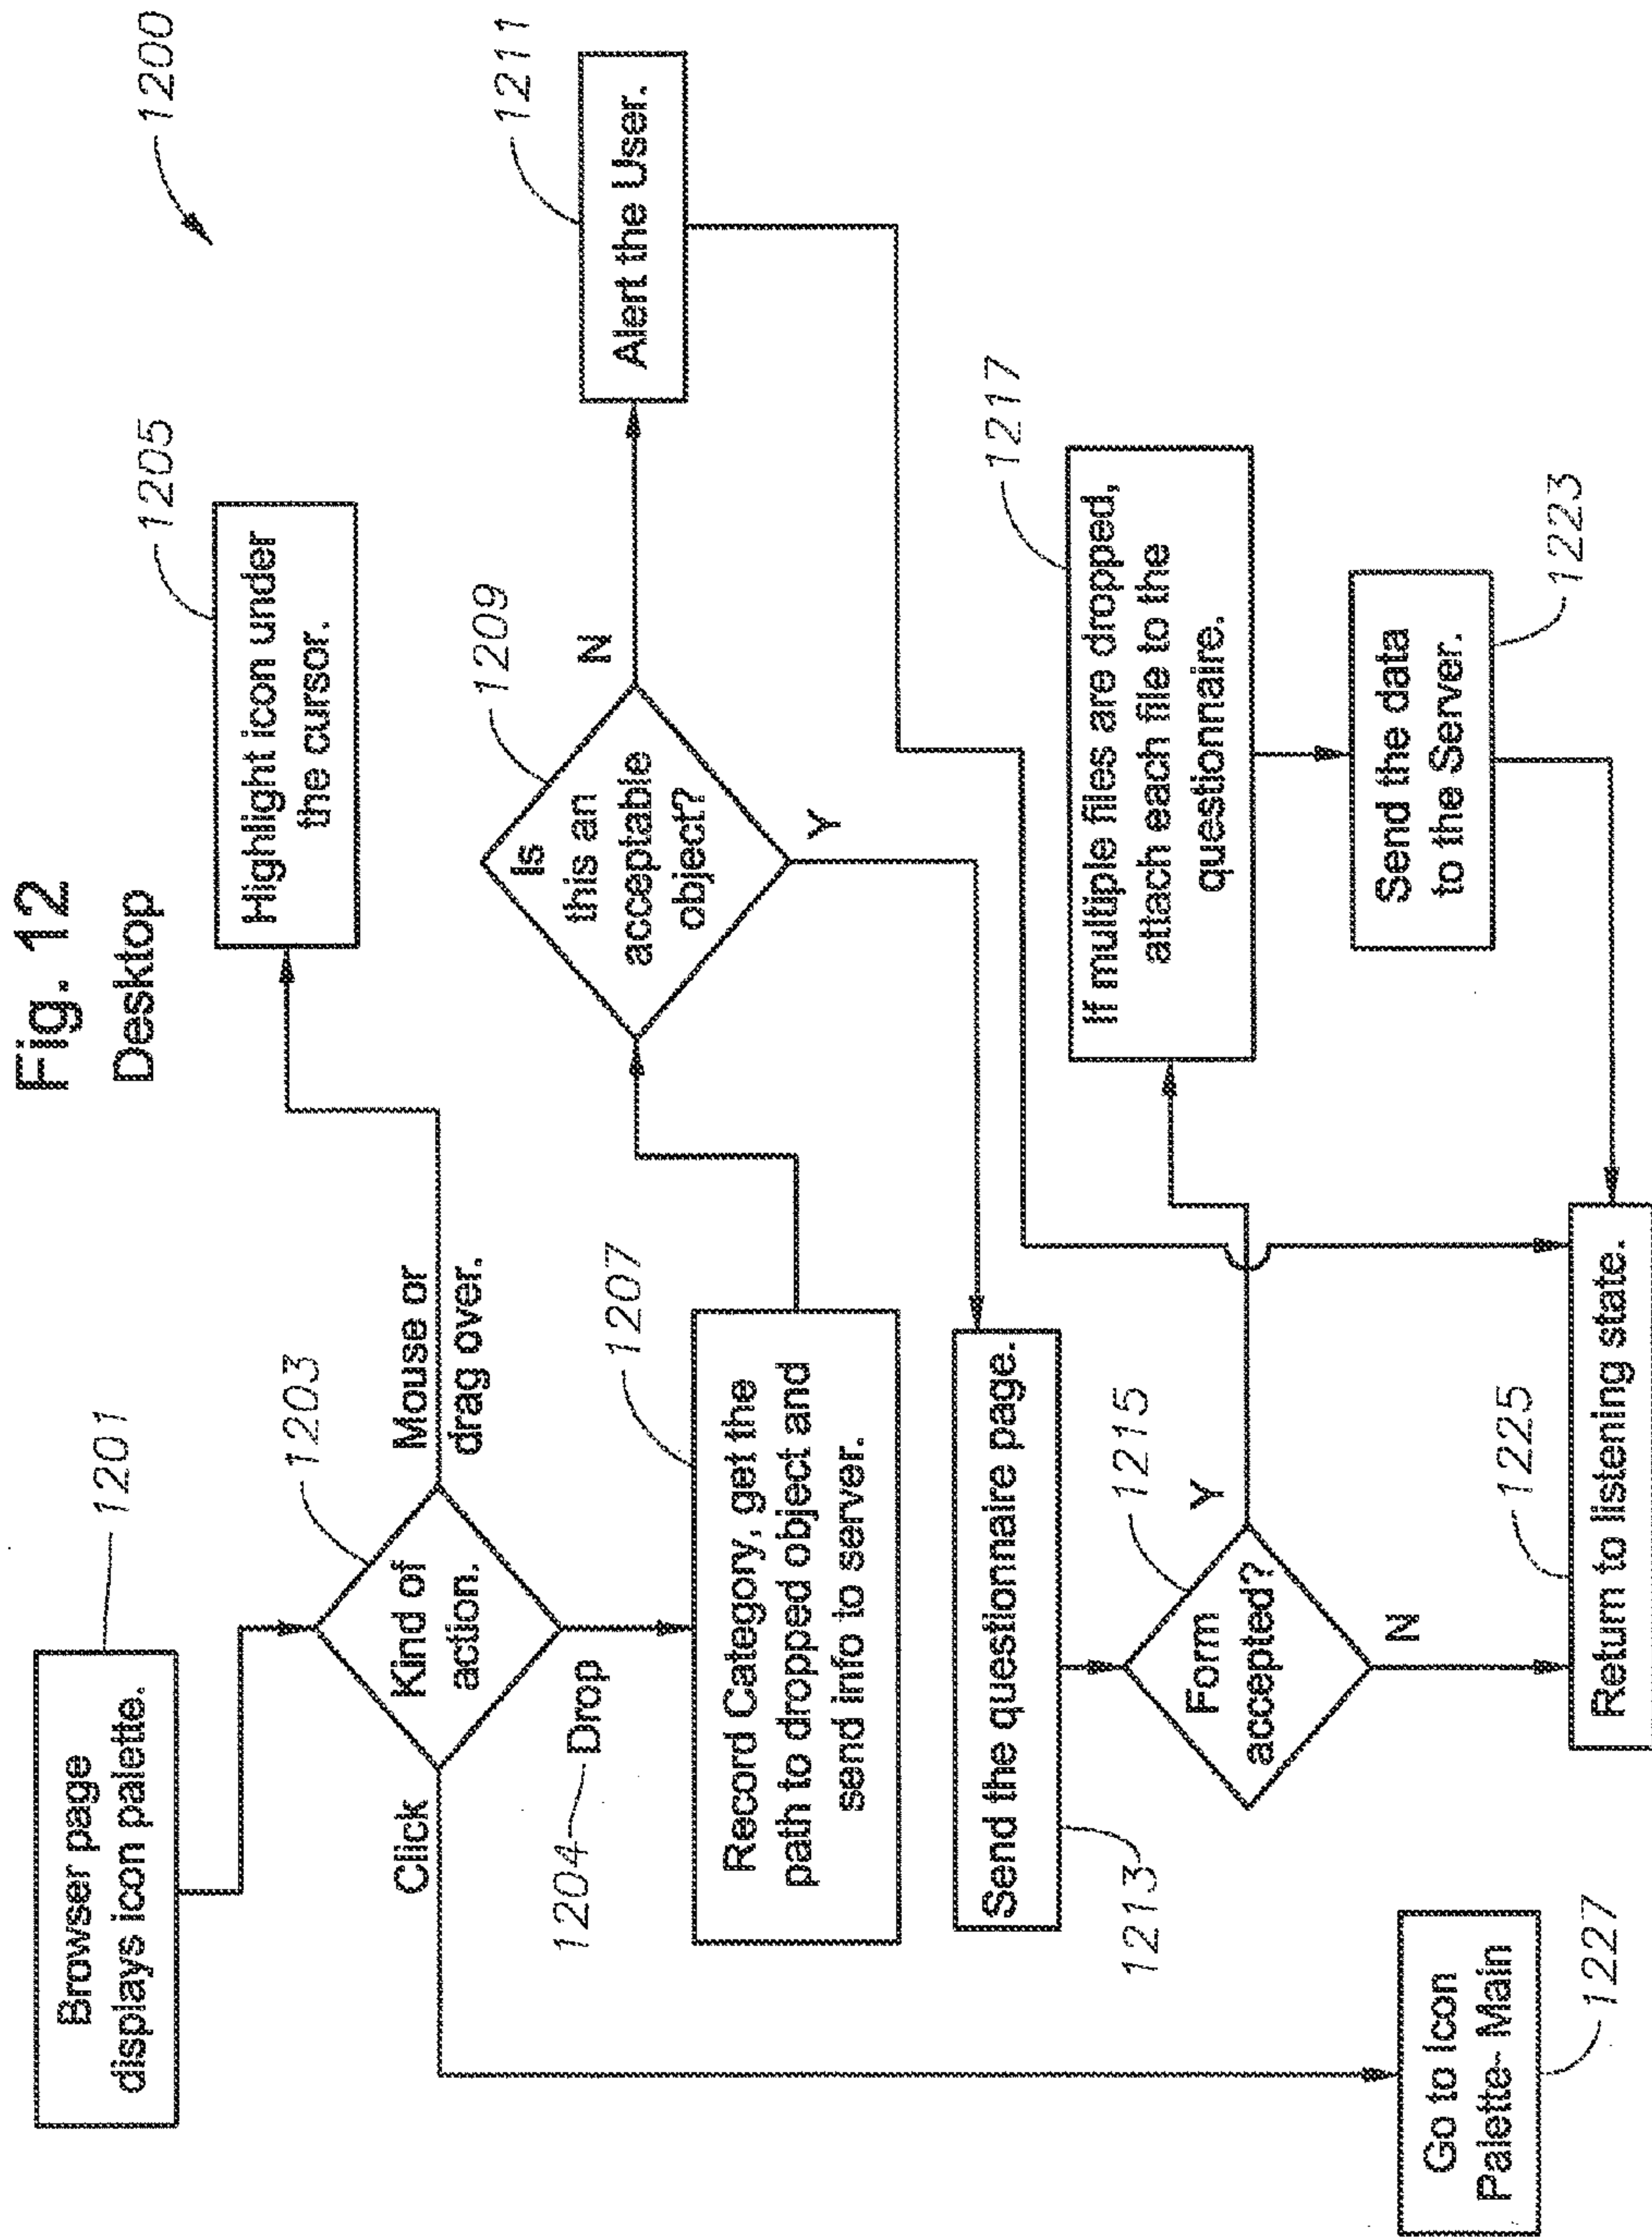 Fig. 12
Desktop
1200
Browser page
displays icon palette.
1201
Kind of
action.
1203
Mouse or
drag over.
Highlight icon under
the cursor.
1205
Click
1204
Drop
Record Category, get the
path to dropped object and
send info to server.
1207
Is
this an
acceptable
object?
1209
N
Y
Alert the User.
1211
Send the questionnaire page.
1213
Form
accepted?
1215
Y
N
If multiple files are dropped,
attach each file to the
questionnaire.
1217
Send the data
to the Server.
1223
Return to listening state.
1225
Go to Icon
Palette- Main
1227